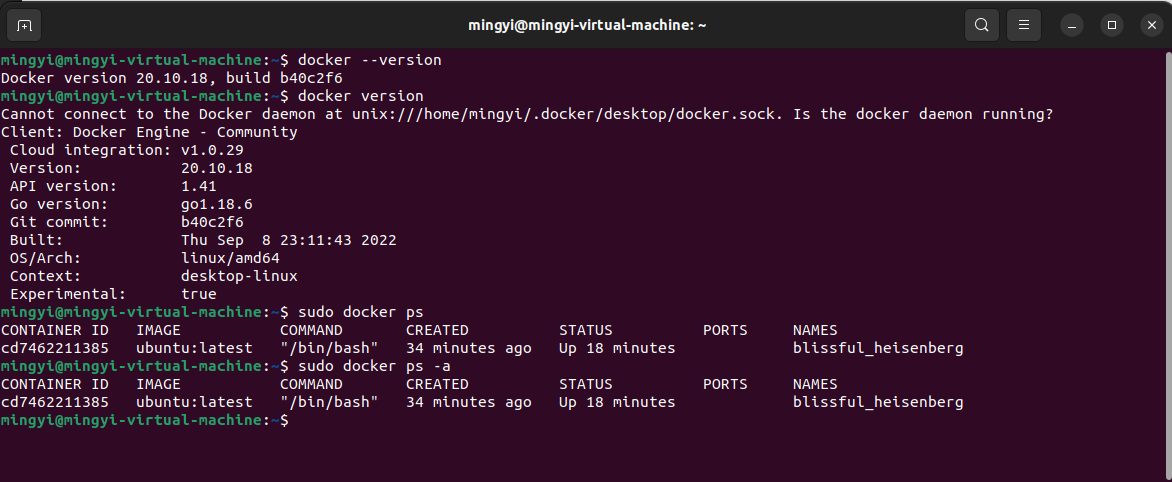 mingyi@mingyi-virtual-machine: ~
mingyi@mingyi-virtual-machine:~$ docker --version
Docker version 20.10.18, build b40c2f6
mingyi@mingyi-virtual-machine:~$ docker version
Cannot connect to the Docker daemon at unix:///home/mingyi/.docker/desktop/docker.sock. Is the docker daemon running?
Client: Docker Engine - Community
 Cloud integration: v1.0.29
 Version:           20.10.18
 API version:       1.41
 Go version:        go1.18.6
 Git commit:        b40c2f6
 Built:             Thu Sep  8 23:11:43 2022
 OS/Arch:           linux/amd64
 Context:           desktop-linux
 Experimental:      true
mingyi@mingyi-virtual-machine:~$ sudo docker ps
CONTAINER ID   IMAGE           COMMAND       CREATED          STATUS          PORTS     NAMES
cd7462211385   ubuntu:latest   "/bin/bash"   34 minutes ago   Up 18 minutes             blissful_heisenberg
mingyi@mingyi-virtual-machine:~$ sudo docker ps -a
CONTAINER ID   IMAGE           COMMAND       CREATED          STATUS          PORTS     NAMES
cd7462211385   ubuntu:latest   "/bin/bash"   34 minutes ago   Up 18 minutes             blissful_heisenberg
mingyi@mingyi-virtual-machine:~$